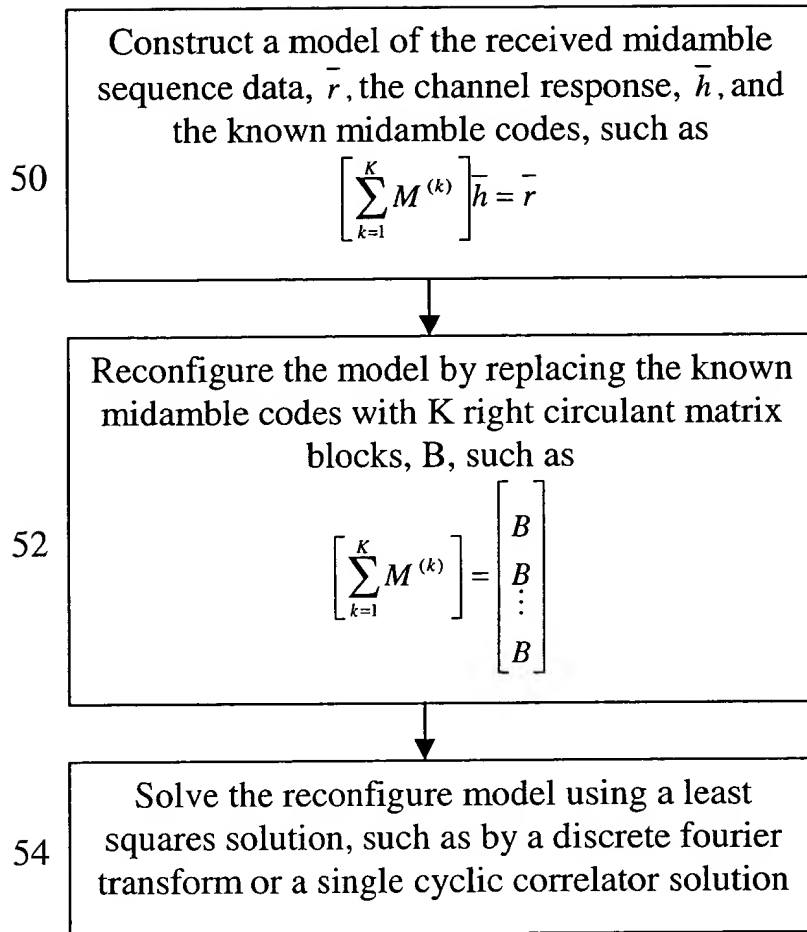 Construct a model of the received midamble
sequence data, r̄, the channel response, h̄, and
the known midamble codes, such as
50
[∑_{k=1}^{K} M^{(k)}] h̄ = r̄
Reconfigure the model by replacing the known
midamble codes with K right circulant matrix
blocks, B, such as
52
[∑_{k=1}^{K} M^{(k)}] = [B B ⋮ B]
Solve the reconfigure model using a least
squares solution, such as by a discrete fourier
54
transform or a single cyclic correlator solution